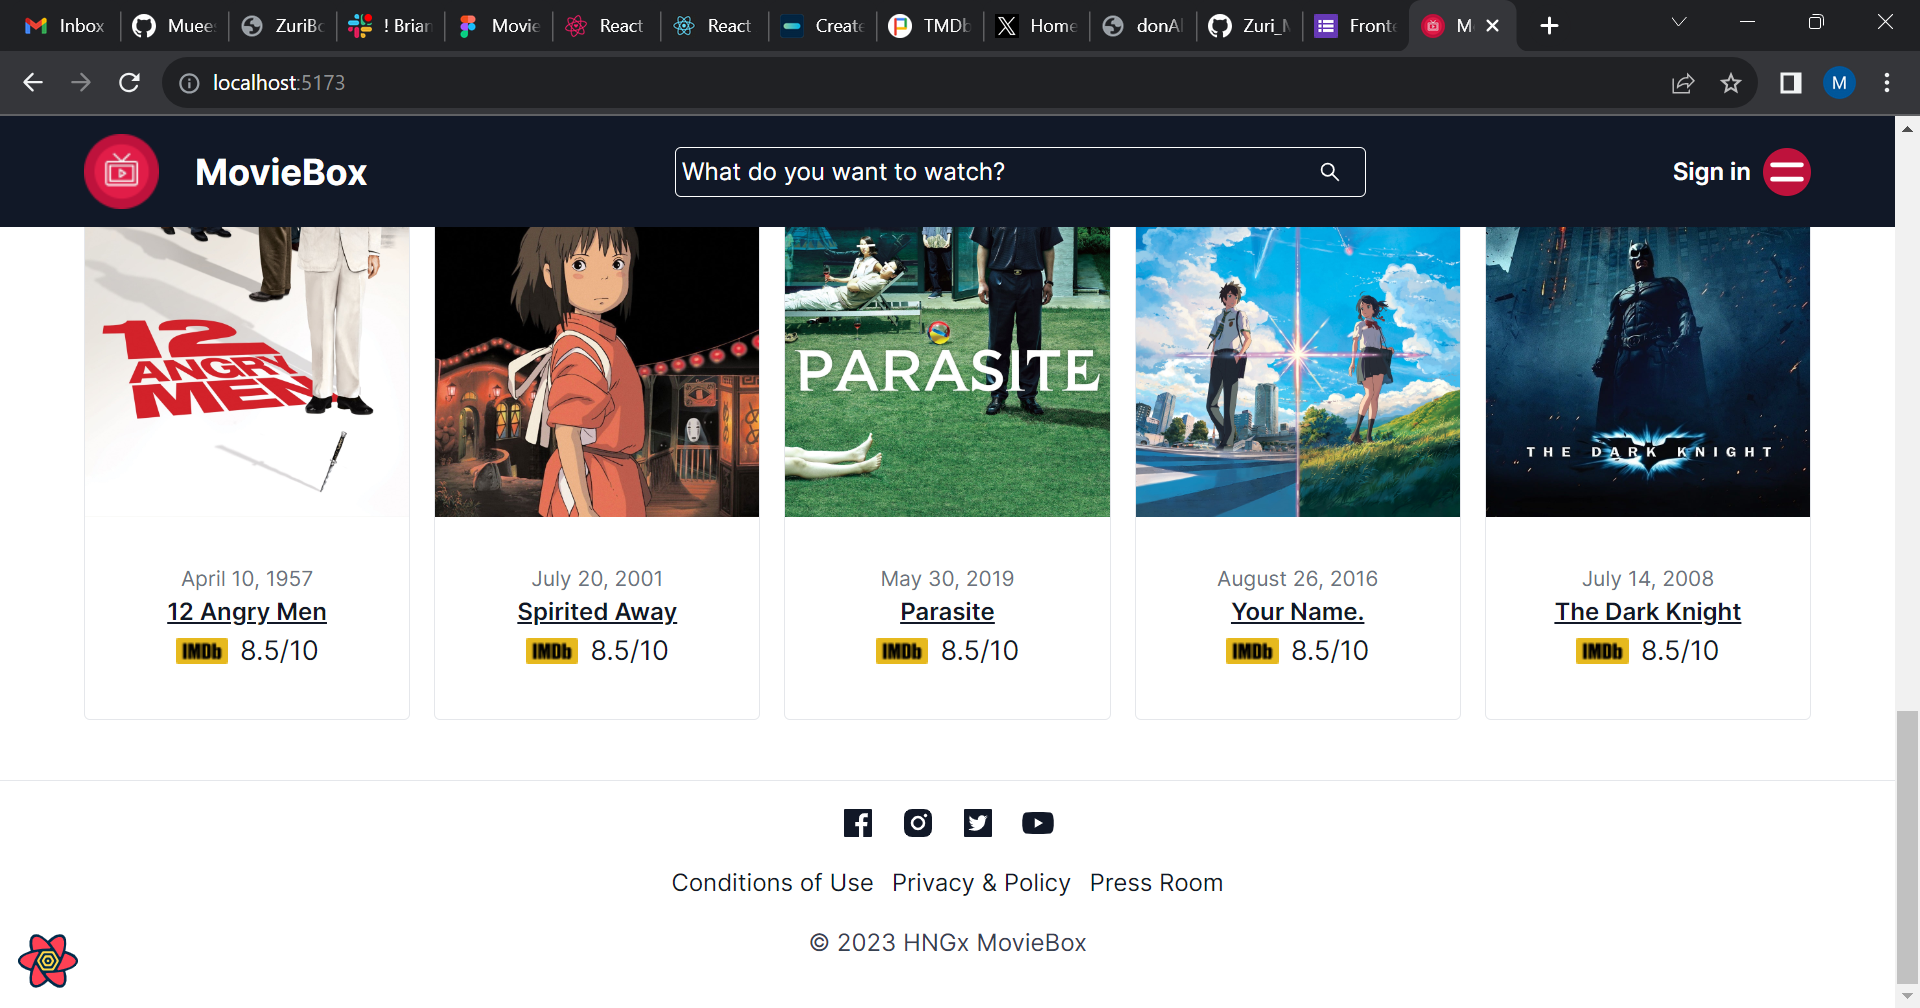 Inbox Muee ZuriBo ! Brian Movie React React Create TMDb Home donAl Zuri_M Fronte M
localhost:5173
MovieBox What do you want to watch? Sign in
12 ANGRY MEN
PARASITE
THE DARK KNIGHT
April 10, 1957 July 20, 2001 May 30, 2019 August 26, 2016 July 14, 2008
12 Angry Men Spirited Away Parasite Your Name. The Dark Knight
IMDb 8.5/10 IMDb 8.5/10 IMDb 8.5/10 IMDb 8.5/10 IMDb 8.5/10
Conditions of Use Privacy & Policy Press Room
© 2023 HNGx MovieBox